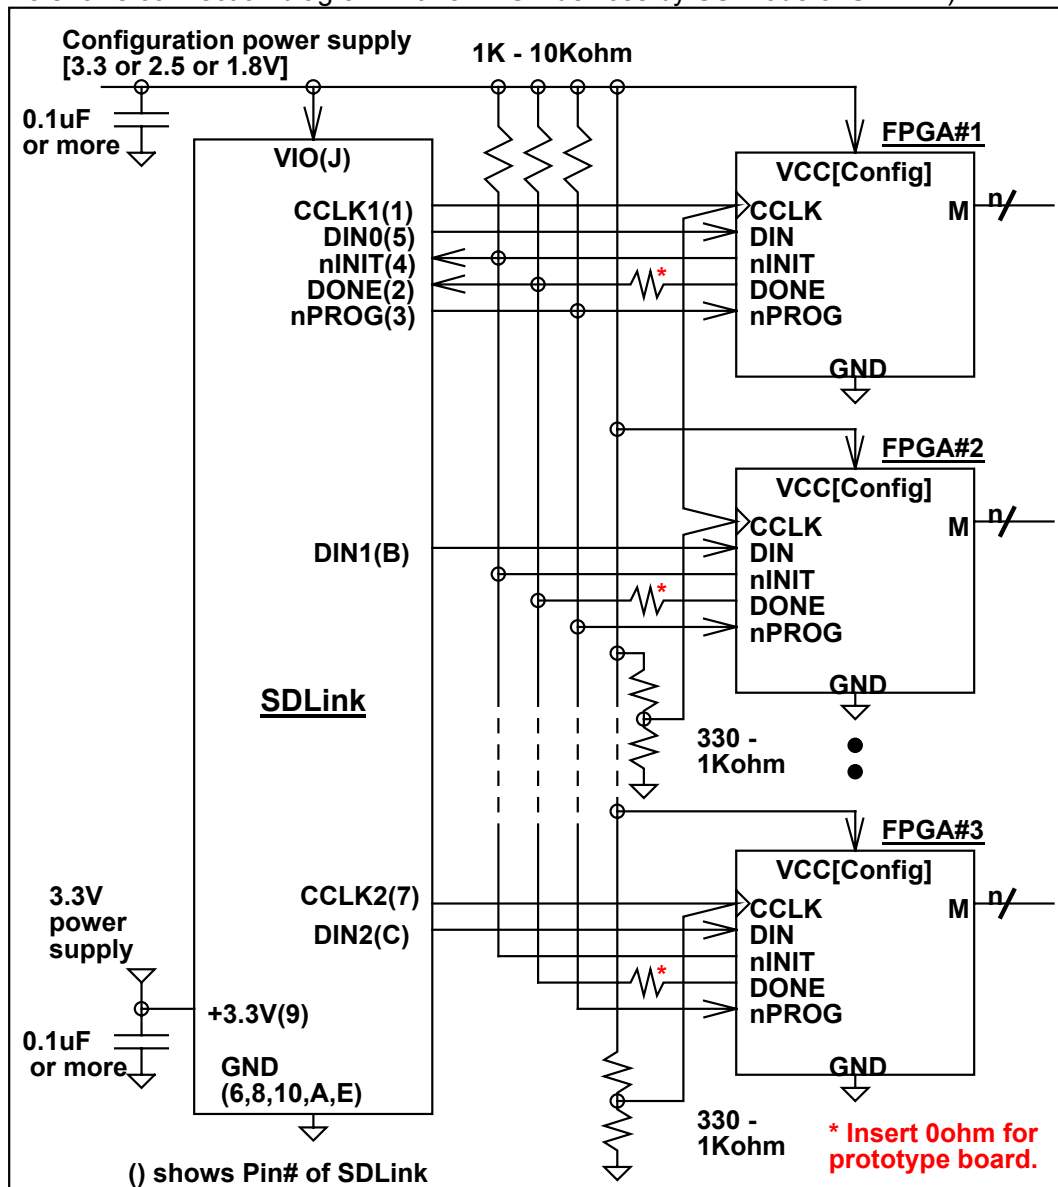 Configuration power supply
[3.3 or 2.5 or 1.8V]
1K - 10Kohm
0.1uF
or more
VIO(J)
CCLK1(1)
DIN0(5)
nINIT(4)
DONE(2)
nPROG(3)
DIN1(B)
SDLink
CCLK2(7)
DIN2(C)
3.3V
power
supply
+3.3V(9)
0.1uF
or more
GND
(6,8,10,A,E)
() shows Pin# of SDLink
FPGA#1
VCC[Config]
CCLK
M
n
DIN
nINIT
*
DONE
nPROG
GND
FPGA#2
VCC[Config]
CCLK
M
n
DIN
nINIT
*
DONE
nPROG
GND
330 -
1Kohm
FPGA#3
VCC[Config]
CCLK
M
n
DIN
nINIT
*
DONE
nPROG
GND
330 -
1Kohm
* Insert 0ohm for
prototype board.